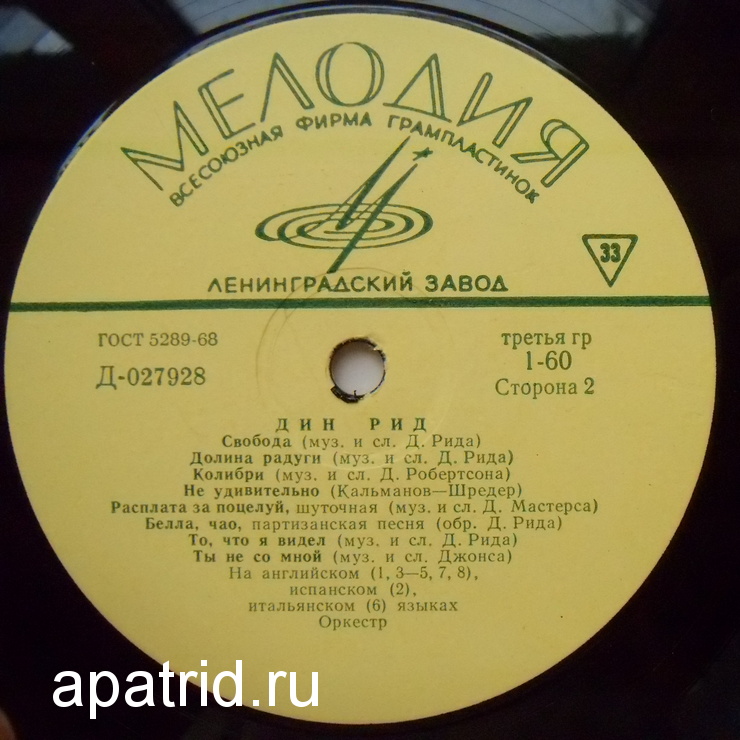 МЕЛОДИЯ
ВСЕСОЮЗНАЯ ФИРМА ГРАМПЛАСТИНОК
33
ЛЕНИНГРАДСКИЙ ЗАВОД
ГОСТ 5289-68
третья гр
Д-027928
1-60
Сторона 2
ДИН РИД
Свобода (муз. и сл. Д. Рида)
Долина радуги (муз. и сл. Д. Рида)
Колибри (муз. и сл. Д. Робертсона)
Не удивительно (Кальманов—Шредер)
Расплата за поцелуй, шуточная (муз. и сл. Д. Мастерса)
Белла, чао, партизанская песня (обр. Д. Рида)
То, что я видел (муз. и сл. Д. Рида)
Ты не со мной (муз. и сл. Джонса)
На английском (1, 3—5, 7, 8),
испанском (2),
итальянском (6) языках
Оркестр
apatrid.ru